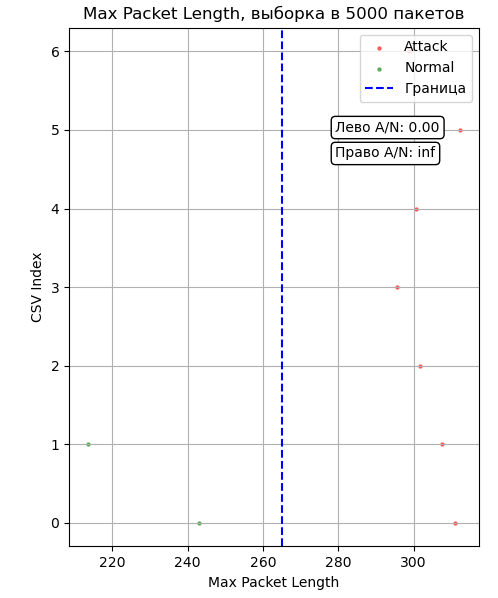 Max Packet Length, выборка в 5000 пакетов
Attack
Normal
Граница
Лево A/N: 0.00
Право A/N: inf
6
5
4
3
2
1
0
CSV Index
220 240 260 280 300
Max Packet Length